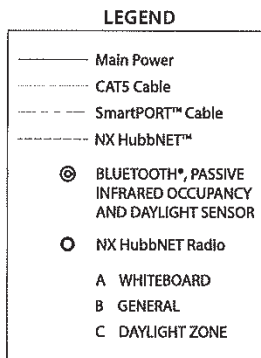 LEGEND
Main Power
CAT5 Cable
SmartPORT™ Cable
NX HubbNET™
BLUETOOTH®, PASSIVE
INFRARED OCCUPANCY
AND DAYLIGHT SENSOR
NX HubbNET Radio
A WHITEBOARD
B GENERAL
C DAYLIGHT ZONE